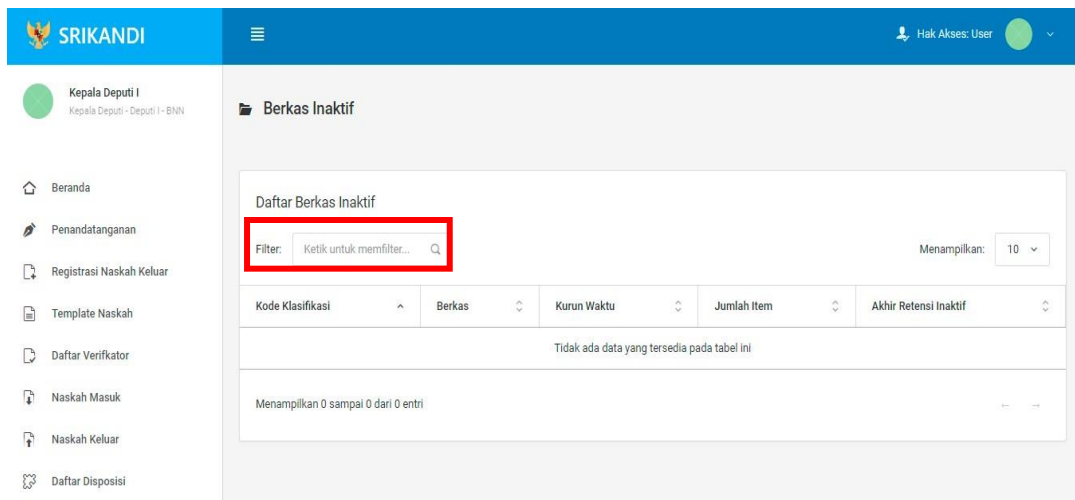 SRIKANDI
Hak Akses: User
Kepala Deputi I
Kepala Deputi - Deputi I - BNN
Berkas Inaktif
Beranda
Penandatanganan
Registrasi Naskah Keluar
Template Naskah
Daftar Verifkator
Naskah Masuk
Naskah Keluar
Daftar Disposisi
Daftar Berkas Inaktif
Filter: Ketik untuk memfilter... Menampilkan: 10
Kode Klasifikasi Berkas Kurun Waktu Jumlah Item Akhir Retensi Inaktif
Tidak ada data yang tersedia pada tabel ini
Menampilkan 0 sampai 0 dari 0 entri ← →